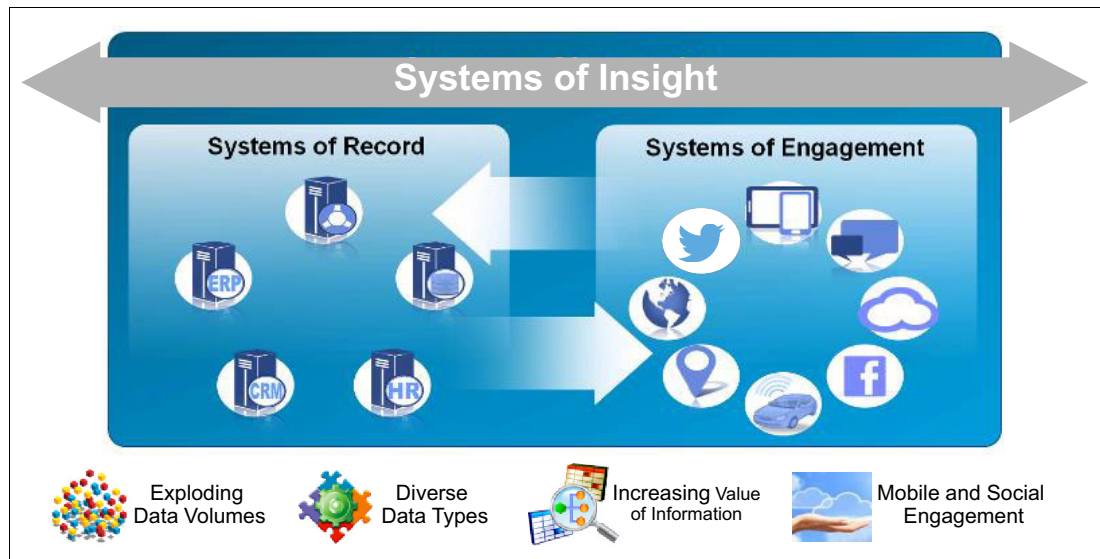 Systems of Insight
Systems of Record
Systems of Engagement
ERP
CRM
HR
f
Exploding
Data Volumes
Diverse
Data Types
Increasing Value
of Information
Mobile and Social
Engagement